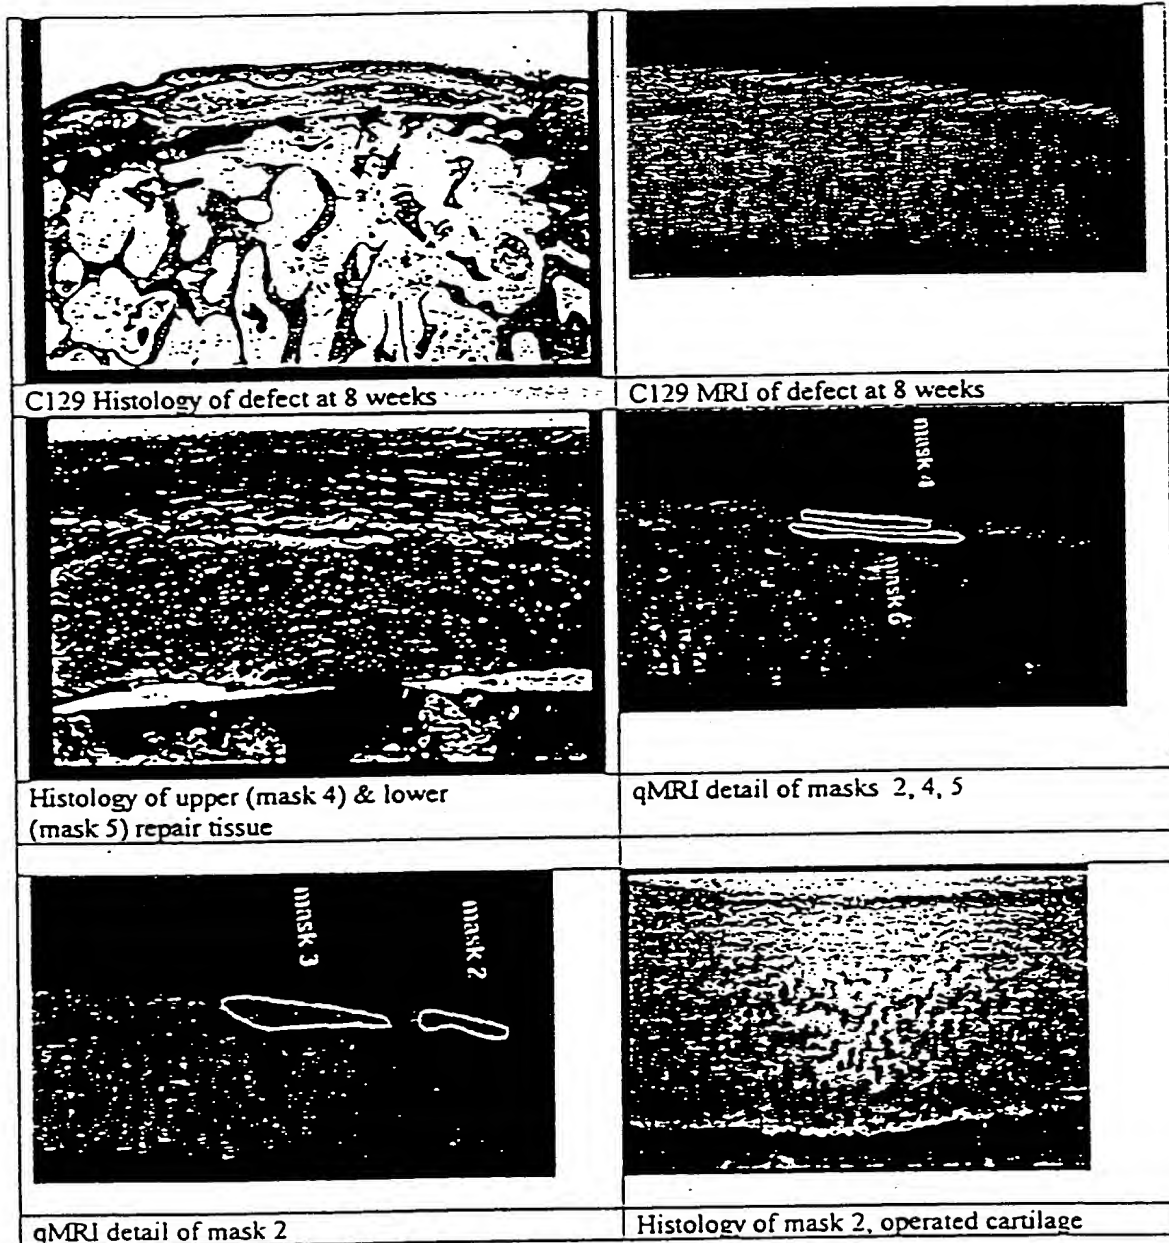 C129 Histology of defect at 8 weeks
C129 MRI of defect at 8 weeks
mask 4
mask 6
Histology of upper (mask 4) & lower
(mask 5) repair tissue
qMRI detail of masks 2, 4, 5
mask 3
mask 2
qMRI detail of mask 2
Histology of mask 2, operated cartilage